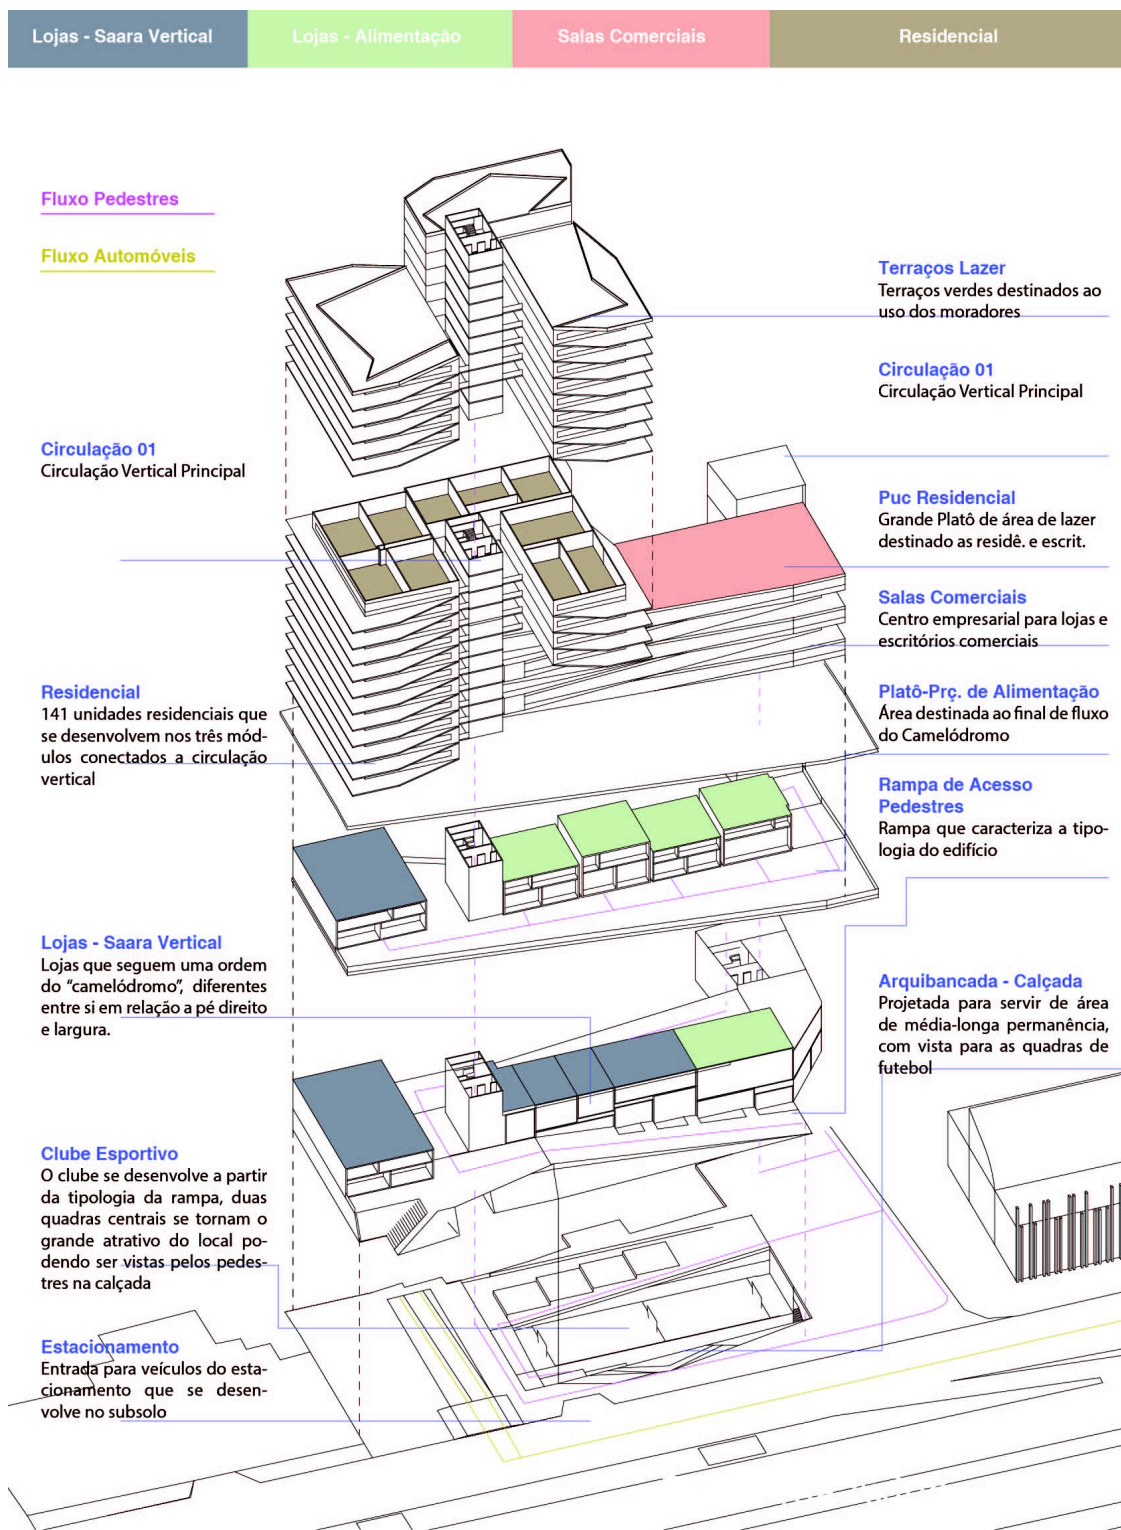 Lojas - Saara Vertical
Lojas - Alimentação
Salas Comerciais
Residencial
Fluxo Pedestres
Fluxo Automóveis
Circulação 01
Circulação Vertical Principal
Residencial
141 unidades residenciais que
se desenvolvem nos três mód-
ulos conectados a circulação
vertical
Lojas - Saara Vertical
Lojas que seguem uma ordem
do “camelódromo”, diferentes
entre si em relação a pé direito
e largura.
Clube Esportivo
O clube se desenvolve a partir
da tipologia da rampa, duas
quadras centrais se tornam o
grande atrativo do local po-
dendo ser vistas pelos pedes-
tres na calçada
Estacionamento
Entrada para veículos do esta-
cionamento que se desen-
volve no subsolo
Terraços Lazer
Terraços verdes destinados ao
uso dos moradores
Circulação 01
Circulação Vertical Principal
Puc Residencial
Grande Platô de área de lazer
destinado as residê. e escrit.
Salas Comerciais
Centro empresarial para lojas e
escritórios comerciais
Platô-Prç. de Alimentação
Área destinada ao final de fluxo
do Camelódromo
Rampa de Acesso
Pedestres
Rampa que caracteriza a tipo-
logia do edifício
Arquibancada - Calçada
Projetada para servir de área
de média-longa permanência,
com vista para as quadras de
futebol